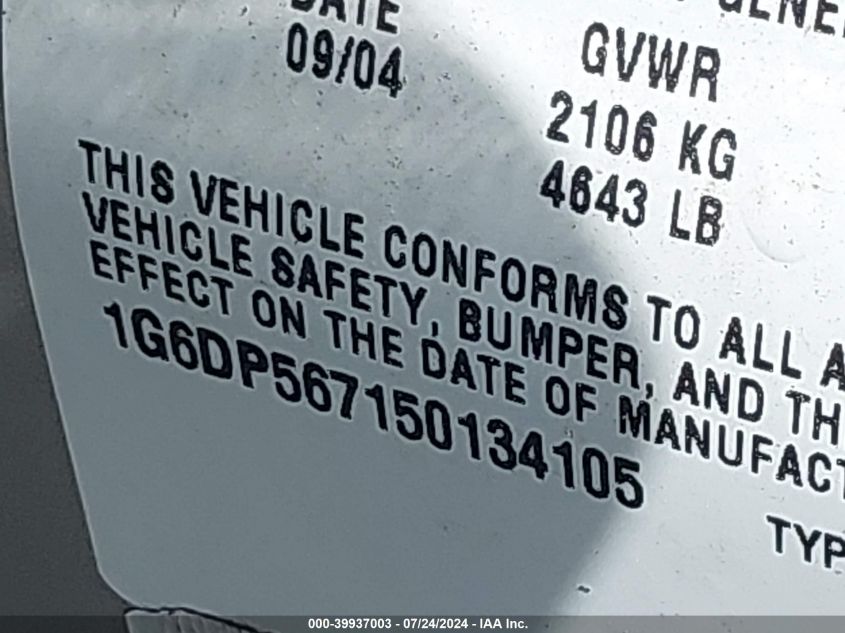 DATE
GENE
09/04
GVWR
2106 KG
4643 LB
THIS VEHICLE CONFORMS TO ALL A
VEHICLE SAFETY, BUMPER, AND TH
EFFECT ON THE DATE OF MANUFACT
1G6DP567150134105
TYP
000-39937003 - 07/24/2024 - IAA Inc.